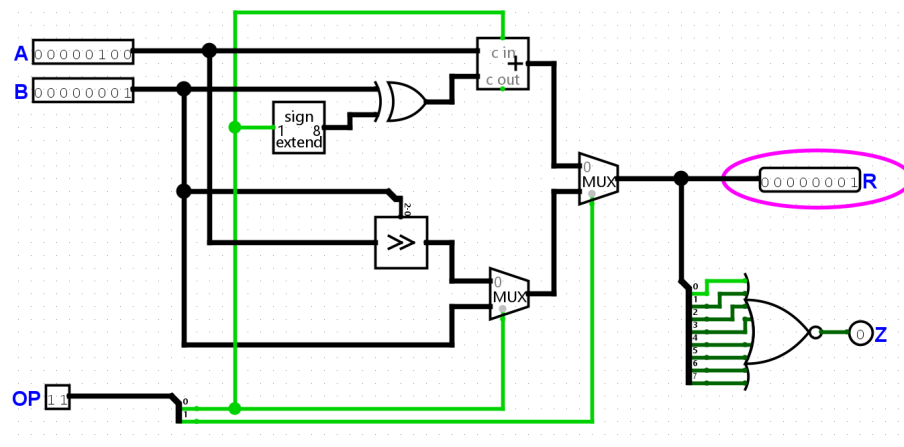 A 00000100
B 00000001
c in
+
c out
sign
1 8
extend
0
MUX
00000001 R
2-0
>>
0
MUX
0
1
2
3
4
5
6
7
0 Z
OP 11
0
1